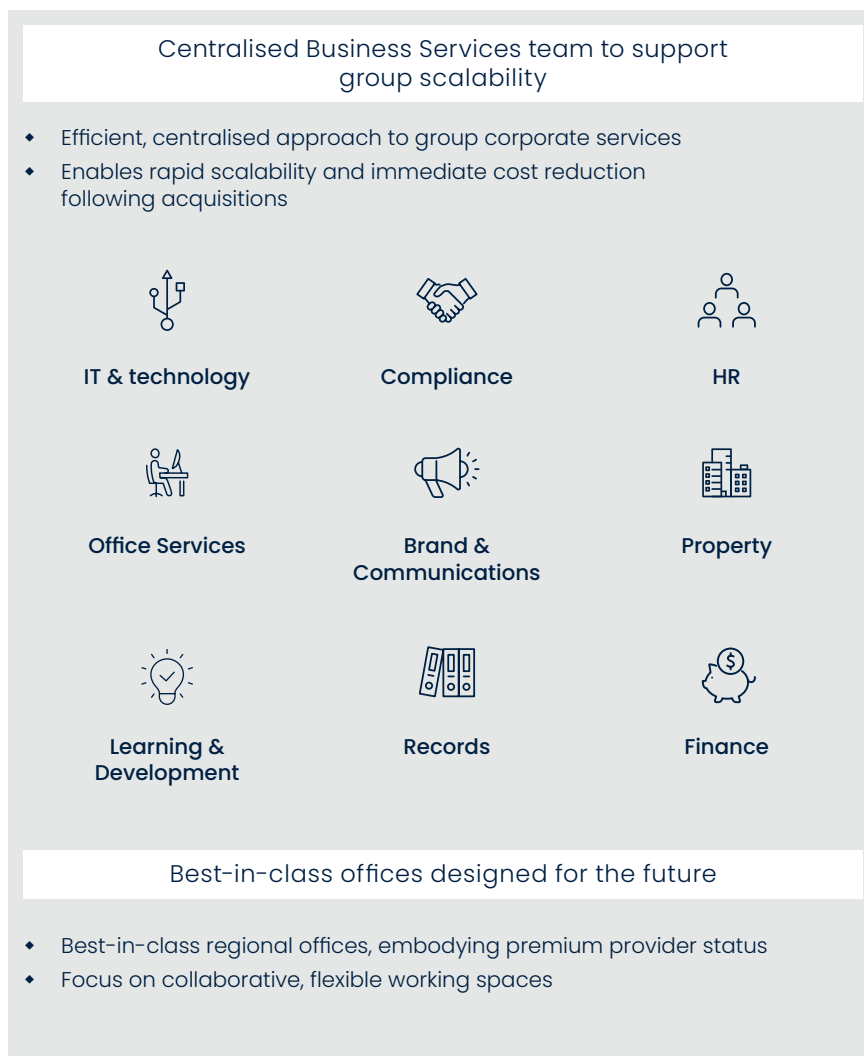 Centralised Business Services team to support
group scalability
◆ Efficient, centralised approach to group corporate services
◆ Enables rapid scalability and immediate cost reduction
following acquisitions
IT & technology
Compliance
HR
Office Services
Brand &
Communications
Property
$
Learning &
Development
Records
Finance
Best-in-class offices designed for the future
◆ Best-in-class regional offices, embodying premium provider status
◆ Focus on collaborative, flexible working spaces